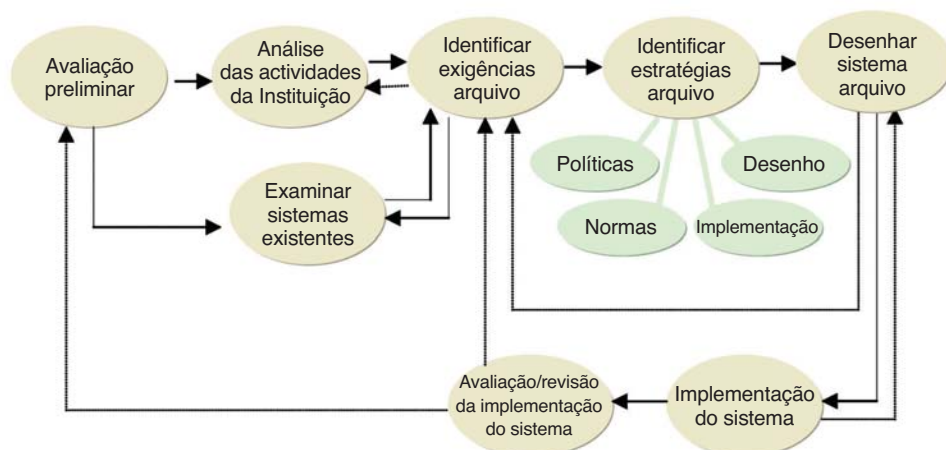 Avaliação
preliminar
Análise
das actividades
da Instituição
Identificar
exigências
arquivo
Identificar
estratégias
arquivo
Desenhar
sistema
arquivo
Examinar
sistemas
existentes
Políticas
Desenho
Normas
Implementação
Avaliação/revisão
da implementação
do sistema
Implementação
do sistema